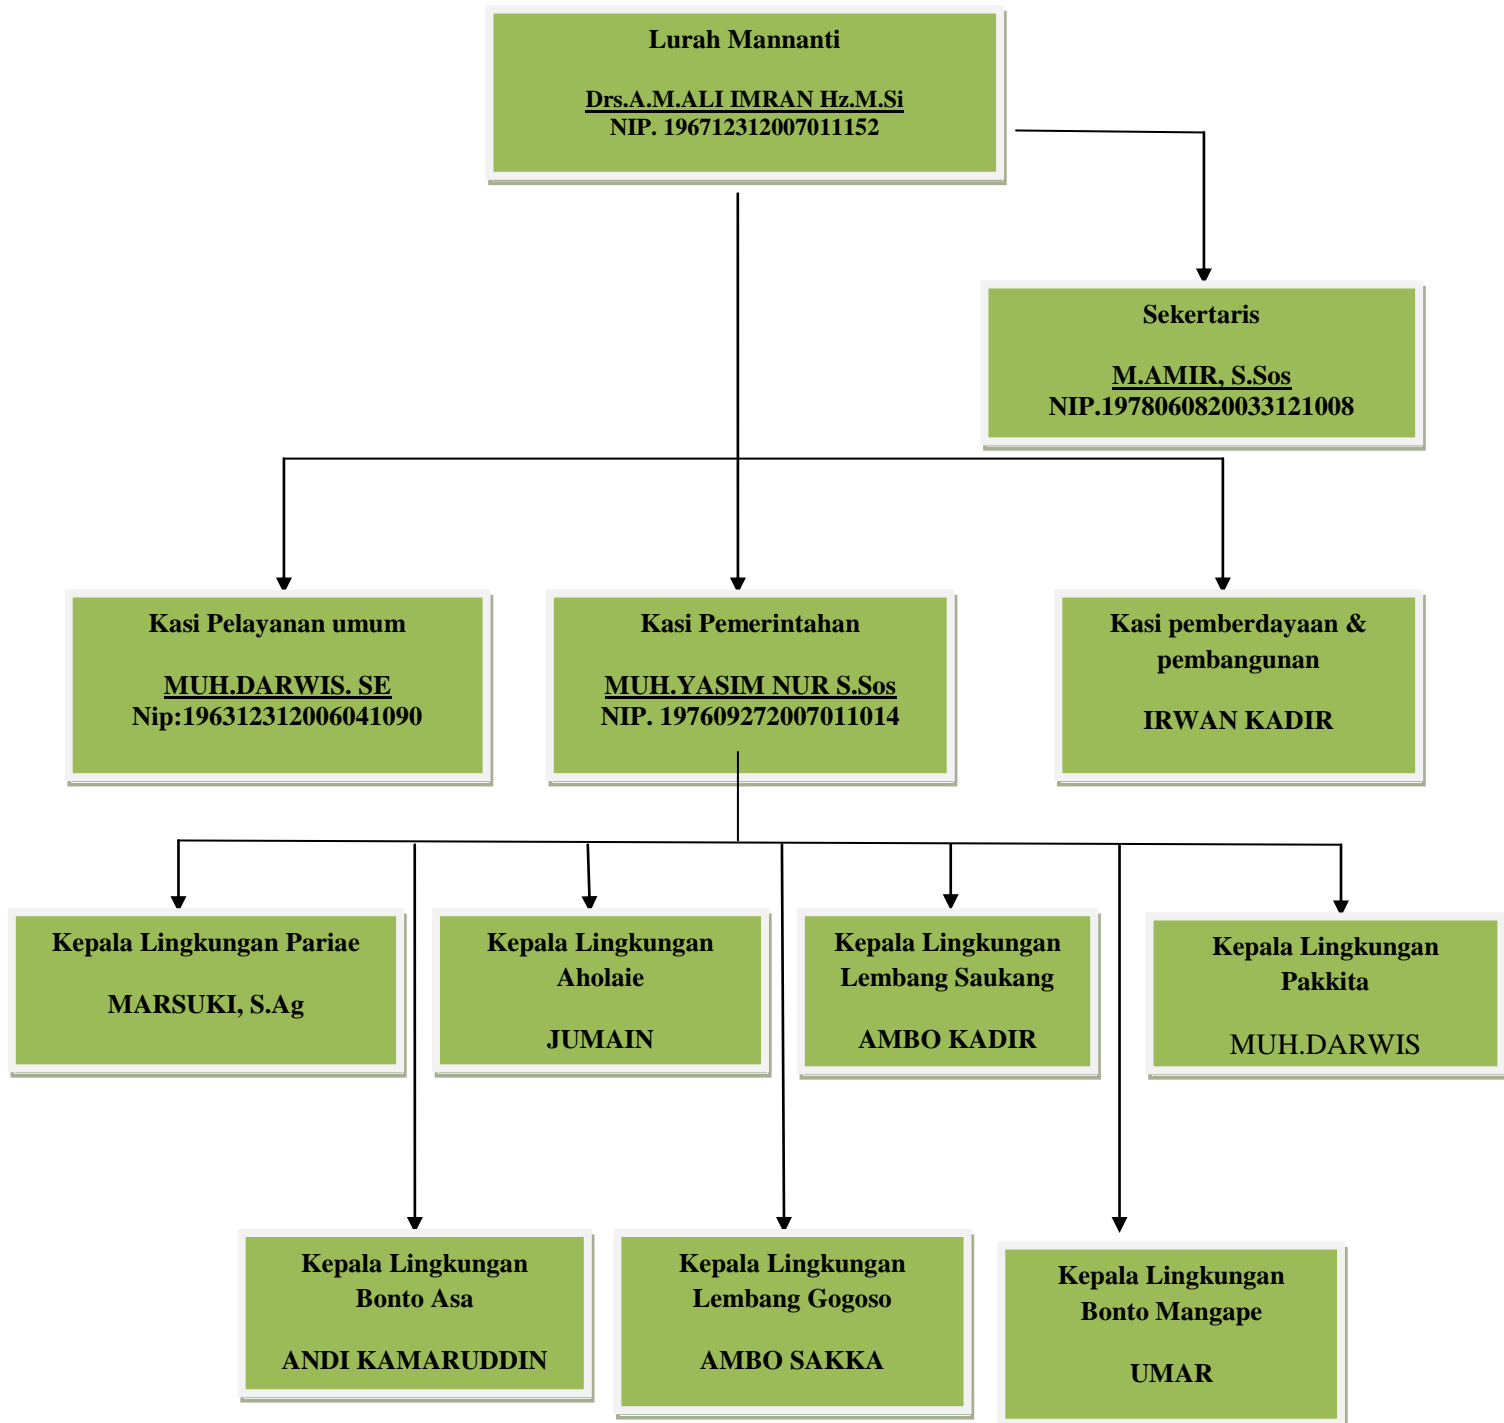 Lurah Mannanti
Drs.A.M.ALI IMRAN Hz.M.Si
NIP. 196712312007011152
Sekertaris
M.AMIR, S.Sos
NIP.1978060820033121008
Kasi Pelayanan umum
MUH.DARWIS. SE
Nip:196312312006041090
Kasi Pemerintahan
MUH.YASIM NUR S.Sos
NIP. 197609272007011014
Kasi pemberdayaan &
pembangunan
IRWAN KADIR
Kepala Lingkungan Pariae
MARSUKI, S.Ag
Kepala Lingkungan
Aholaie
JUMAIN
Kepala Lingkungan
Lembang Saukang
AMBO KADIR
Kepala Lingkungan
Pakkita
MUH.DARWIS
Kepala Lingkungan
Bonto Asa
ANDI KAMARUDDIN
Kepala Lingkungan
Lembang Gogoso
AMBO SAKKA
Kepala Lingkungan
Bonto Mangape
UMAR